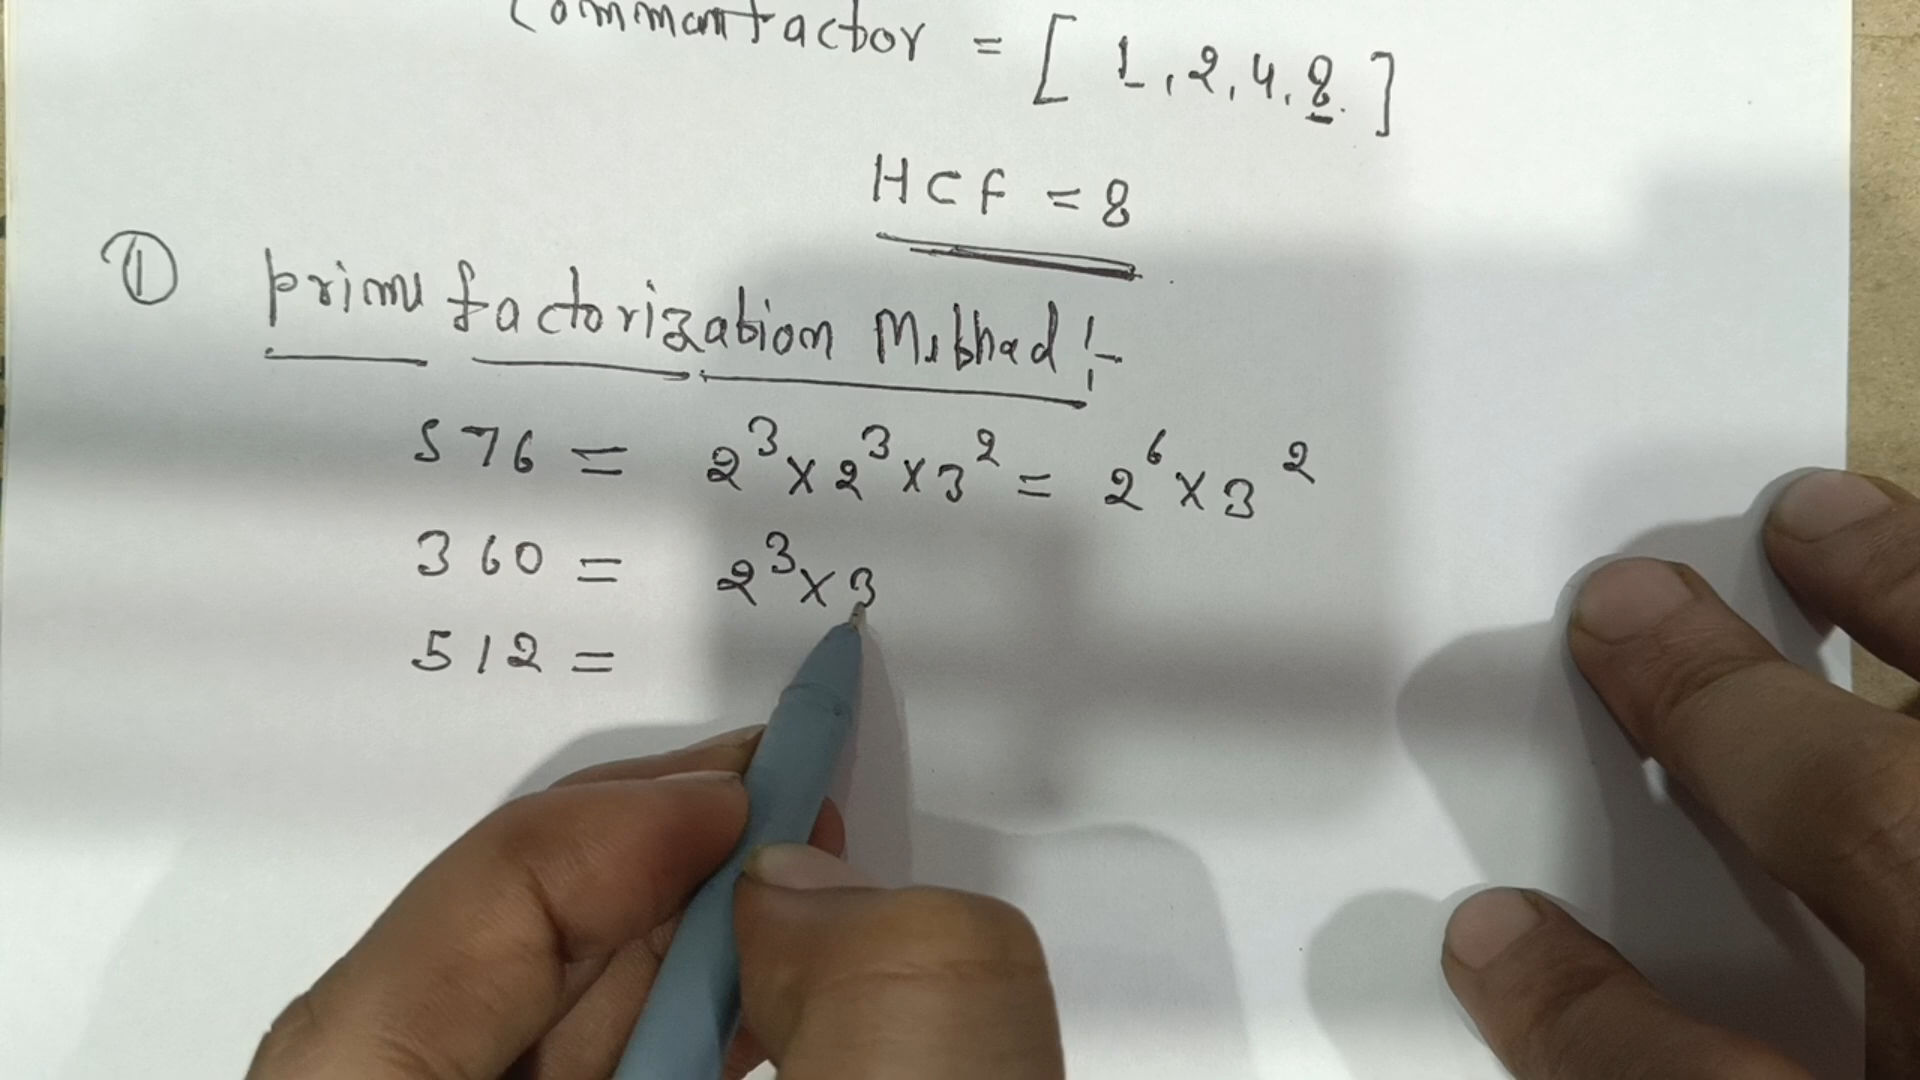 Common factor = [ 1, 2, 4, 8. ]
HCF = 8
① prime factorization Method :-
576 = 2³ × 2³ × 3² = 2⁶ × 3²
360 = 2³ × 3
512 =